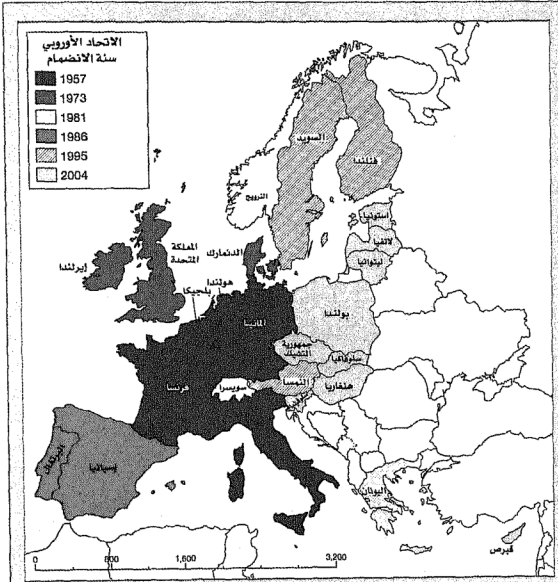 الاتحاد الأوروبي
سنة الانضمام
1957
1973
1981
1986
1995
2004
السويد
فنلندا
النرويج
استونيا
لاتفيا
ليتوانيا
الدنمارك
المملكة
المتحدة
إيرلندا
هولندا
بلجيكا
ألمانيا
بولندا
جمهورية
التشيك
سلوفاكيا
النمسا
هنغاريا
سويسرا
فرنسا
البرتغال
إسبانيا
اليونان
قبرص
0
800
1,600
3,200